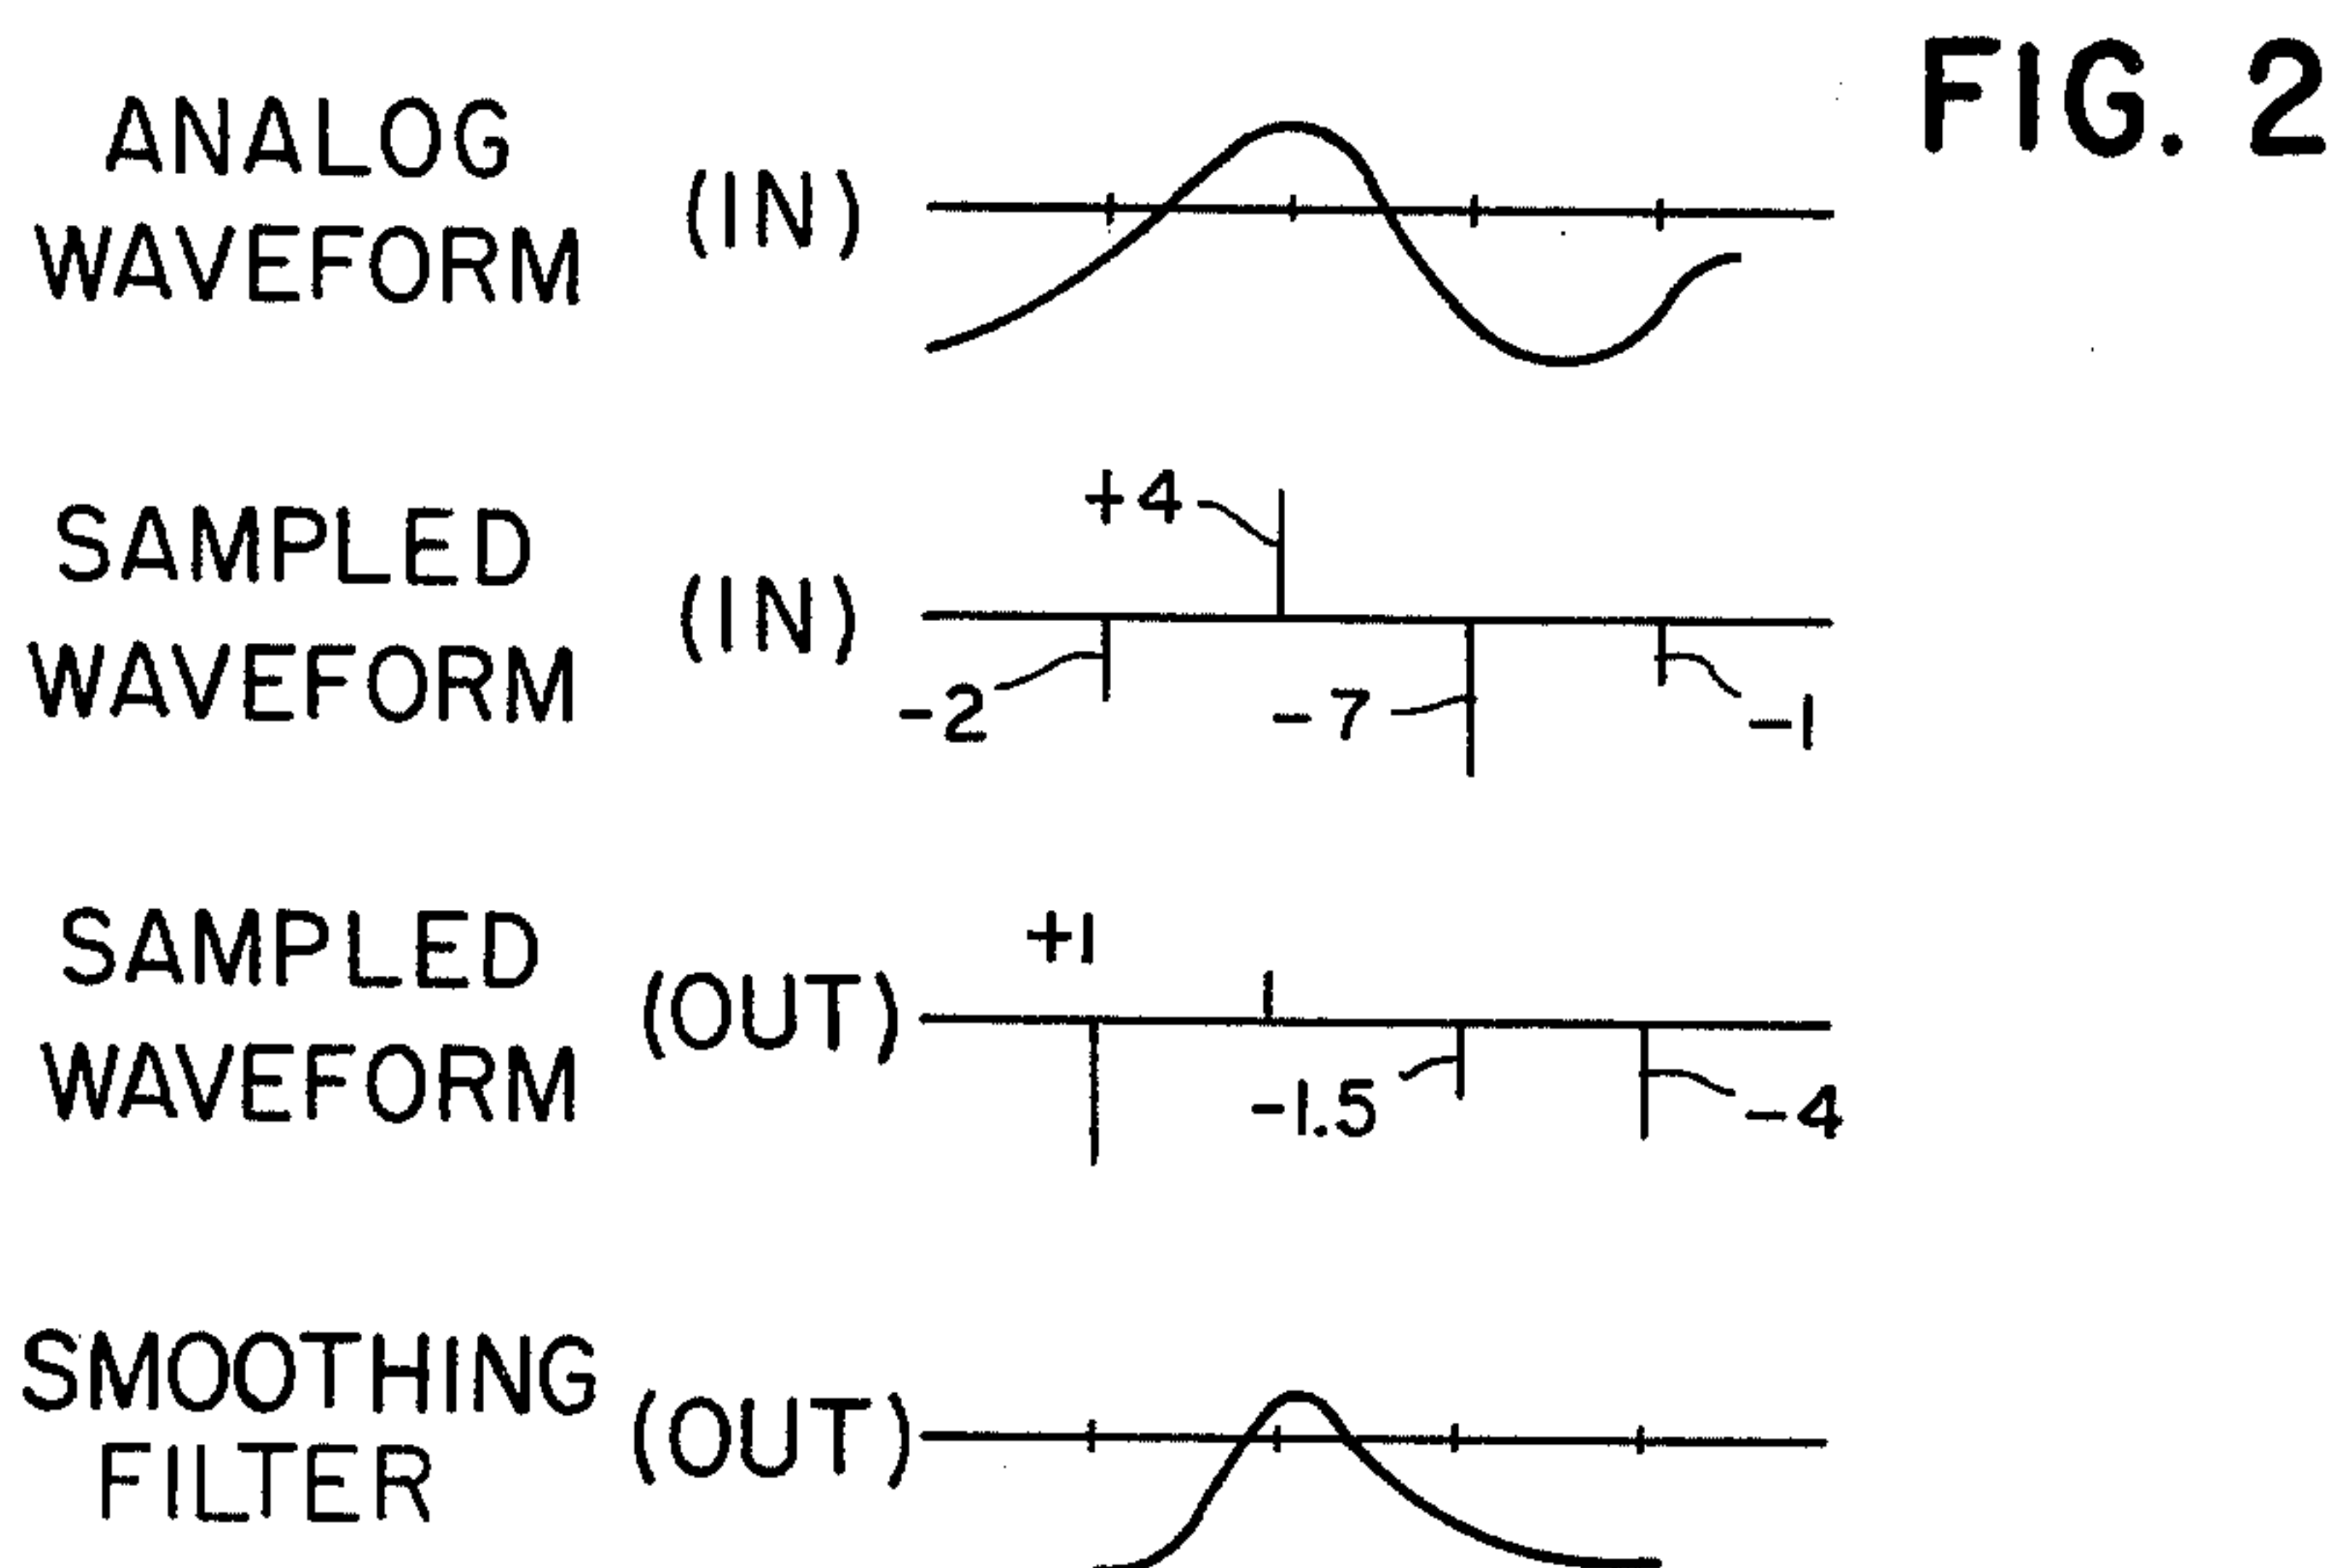 FIG. 2
ANALOG
WAVEFORM
(IN)
SAMPLED
WAVEFORM
(IN)
+4
-2
-7
-1
SAMPLED
WAVEFORM
(OUT)
+1
-1.5
-4
SMOOTHING
FILTER
(OUT)